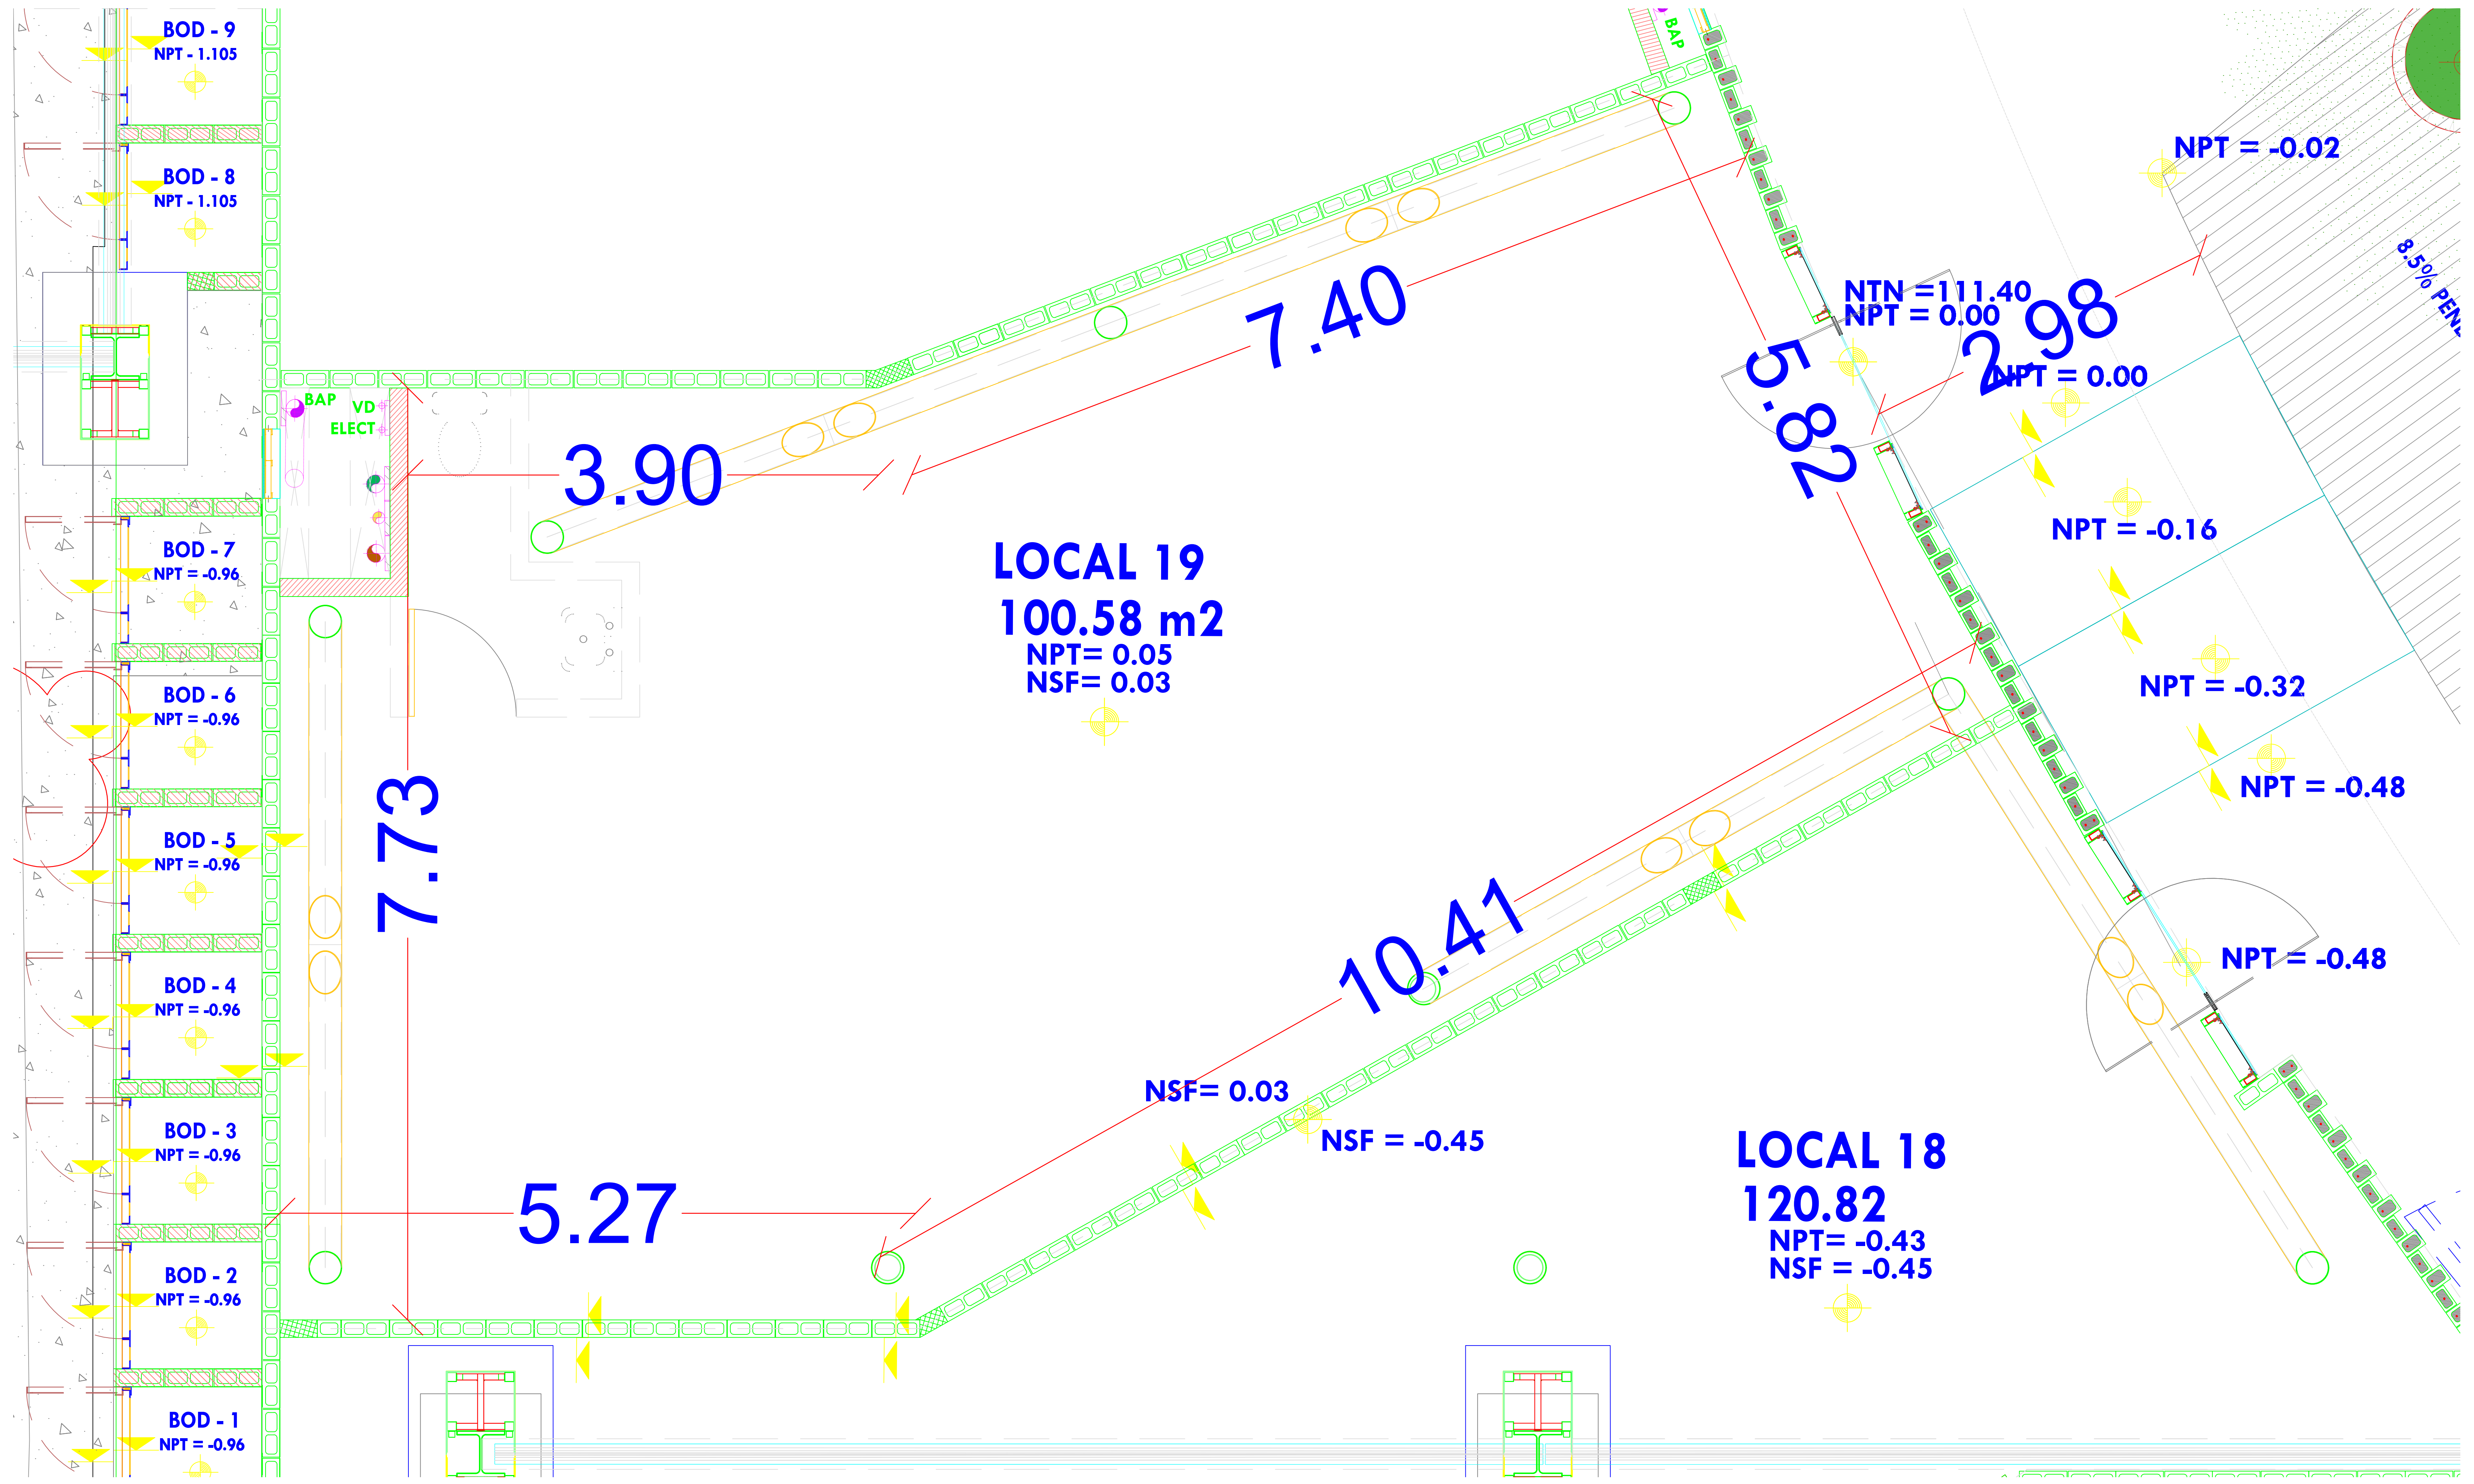 BOD - 9
NPT - 1.105
BOD - 8
NPT - 1.105
BOD - 7
NPT = -0.96
BOD - 6
NPT = -0.96
BOD - 5
NPT = -0.96
BOD - 4
NPT = -0.96
BOD - 3
NPT = -0.96
BOD - 2
NPT = -0.96
BOD - 1
NPT = -0.96
BAP
VD
ELECT
3.90
7.40
7.73
5.27
10.41
5.82
2.98
LOCAL 19
100.58 m2
NPT= 0.05
NSF= 0.03
BAP
NTN =111.40
NPT = 0.00
NPT = 0.00
NPT = -0.02
8.5%
NPT = -0.16
NPT = -0.32
NPT = -0.48
NPT = -0.48
NSF= 0.03
NSF = -0.45
LOCAL 18
120.82
NPT= -0.43
NSF = -0.45